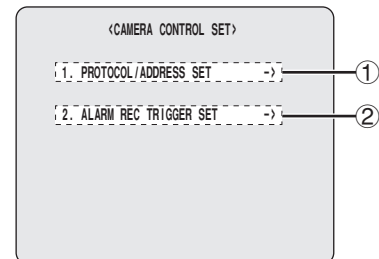 <CAMERA CONTROL SET>
1. PROTOCOL/ADDRESS SET -> ①
2. ALARM REC TRIGGER SET -> ②